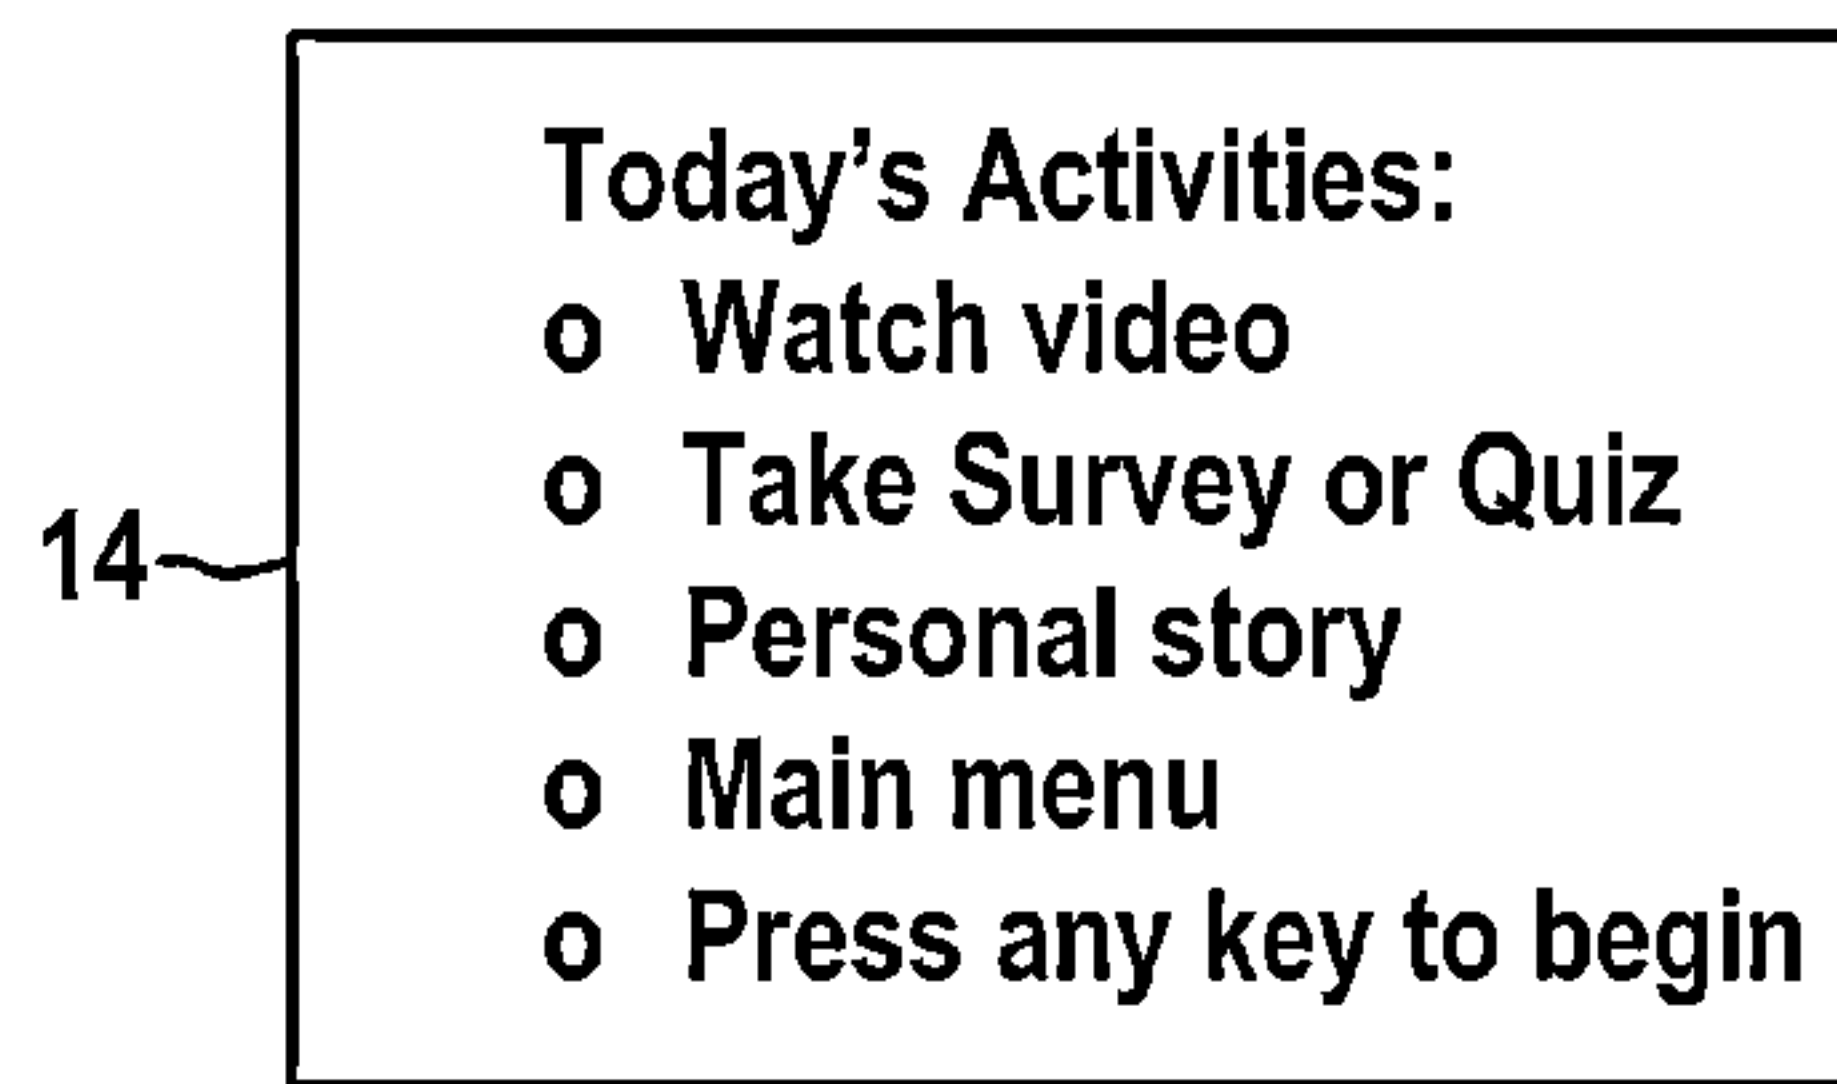 Today's Activities:
o Watch video
o Take Survey or Quiz
14
o Personal story
o Main menu
o Press any key to begin